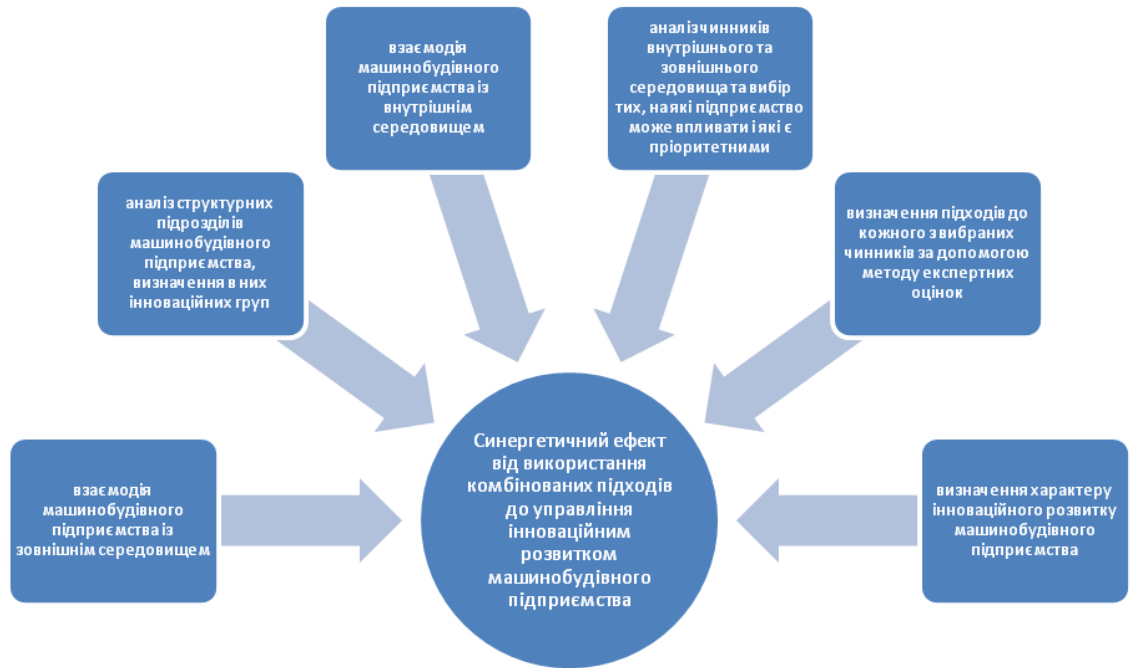 взаємодія
машинобудівного
підприємства із
внутрішнім
середовищем
аналіз чинників
внутрішнього та
зовнішнього
середовища та вибір
тих, на які підприємство
може впливати і які є
пріоритетними
аналіз структурних
підрозділів
машинобудівного
підприємства,
визначення в них
інноваційних груп
визначення підходів до
кожного з вибраних
чинників за допомогою
методу експертних
оцінок
взаємодія
машинобудівного
підприємства із
зовнішнім середовищем
Синергетичний ефект
від використання
комбінованих підходів
до управління
інноваційним
розвитком
машинобудівного
підприємства
визначення характеру
інноваційного розвитку
машинобудівного
підприємства